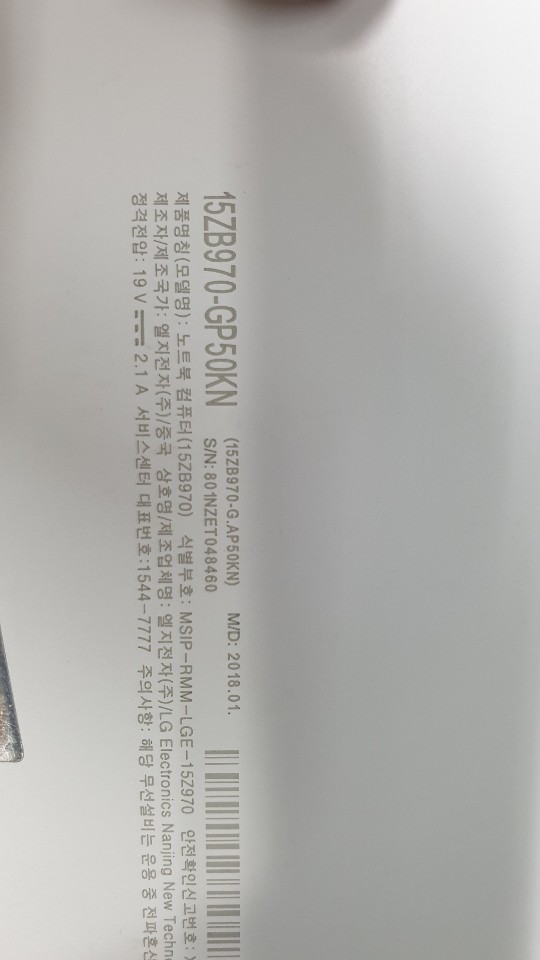 15ZB970-GP50KN
(15ZB970-G.AP50KN) M/D: 2018.01.
S/N: 801NZET048460
제품명칭(모델명): 노트북 컴퓨터(15ZB970) 식별부호: MSIP-RMM-LGE-15Z970 안전확인신고번호:
제조자/제조국가: 엘지전자(주)/중국 상호명/제조업체명: 엘지전자(주)/LG Electronics Nanjing New Techn
정격전압: 19 V ⎓ 2.1 A 서비스센터 대표번호:1544-7777 주의사항: 해당 무선설비는 운용 중 전파혼신